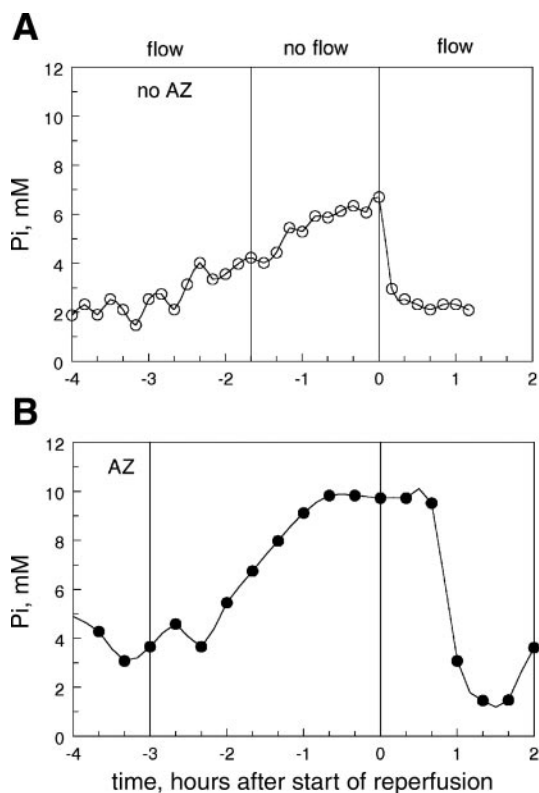 A
flow no flow flow
no AZ
Pi, mM
12
10
8
6
4
2
0
-4 -3 -2 -1 0 1 2
B
AZ
Pi, mM
12
10
8
6
4
2
0
-4 -3 -2 -1 0 1 2
time, hours after start of reperfusion